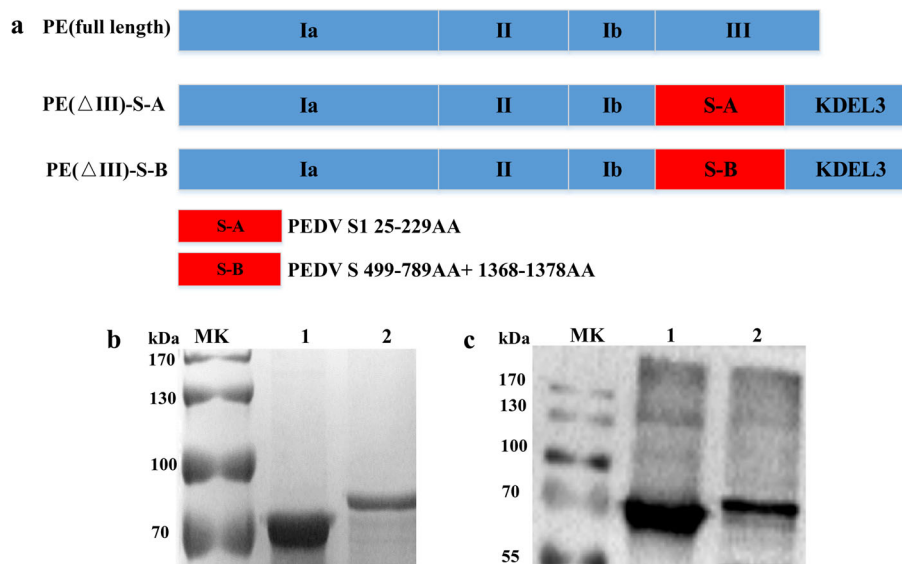 a PE(full length) Ia II Ib III
PE(△III)-S-A Ia II Ib S-A KDEL3
PE(△III)-S-B Ia II Ib S-B KDEL3
S-A PEDV S1 25-229AA
S-B PEDV S 499-789AA+ 1368-1378AA
b kDa MK 1 2
170
130
100
70
c kDa MK 1 2
170
130
100
70
55